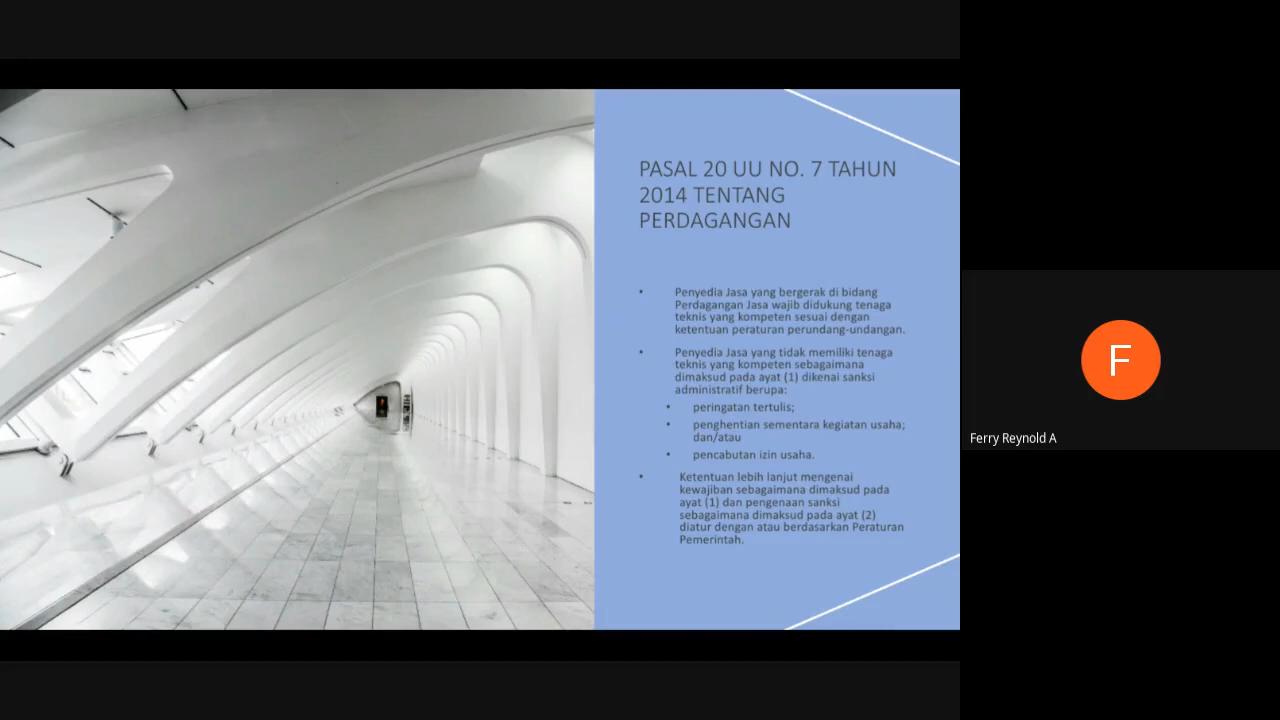 PASAL 20 UU NO. 7 TAHUN
2014 TENTANG
PERDAGANGAN
• Penyedia Jasa yang bergerak di bidang
Perdagangan Jasa wajib didukung tenaga
teknis yang kompeten sesuai dengan
ketentuan peraturan perundang-undangan.
• Penyedia Jasa yang tidak memiliki tenaga
teknis yang kompeten sebagaimana
dimaksud pada ayat (1) dikenai sanksi
administratif berupa:
• peringatan tertulis;
• penghentian sementara kegiatan usaha;
dan/atau
• pencabutan izin usaha.
• Ketentuan lebih lanjut mengenai
kewajiban sebagaimana dimaksud pada
ayat (1) dan pengenaan sanksi
sebagaimana dimaksud pada ayat (2)
diatur dengan atau berdasarkan Peraturan
Pemerintah.
F
Ferry Reynold A